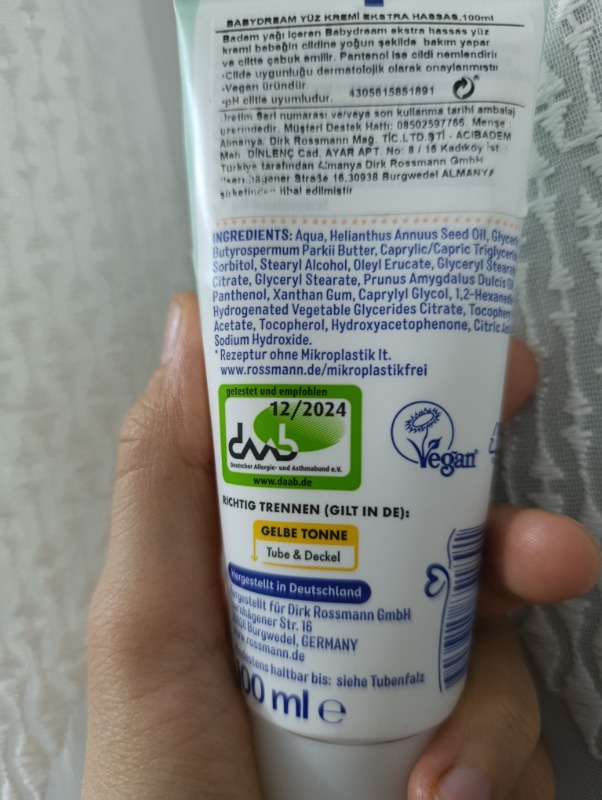 BABYDREAM YÜZ KREMİ EKSTRA HASSAS,100ml
Badem yağı içeren Babydream ekstra hassas yüz
kremi bebeğin cildine yoğun şekilde bakım yapar
ve ciltte çabuk emilir. Pantenol ise cildi nemlendirir
-Cilde uygunluğu dermatolojik olarak onaylanmıştır
-Vegan üründür.
-pH ciltle uyumludur. 4305615851891
Üretim Seri numarası ve/veya son kullanma tarihi ambalaj
üzerindedir. Müşteri Destek Hattı: 08502597766. Menşe
Almanya. Dirk Rossmann Mağ. TİC.LTD.ŞTİ - ACIBADEM
Mah. DİNLENÇ Cad. AYAR APT. No: 8 / 16 Kadıköy İst.
Türkiye tarafından Almanya Dirk Rossmann GmbH
Straße 16,30938 Burgwedel ALMANYA
şirketinden ithal edilmiştir
INGREDIENTS: Aqua, Helianthus Annuus Seed Oil,
Butyrospermum Parkii Butter, Caprylic/Capric
Sorbitol, Stearyl Alcohol, Oleyl Erucate, Glyceryl
Citrate, Glyceryl Stearate, Prunus Amygdalus Dulcis
Panthenol, Xanthan Gum, Caprylyl Glycol,
Hydrogenated Vegetable Glycerides Citrate,
Acetate, Tocopherol, Hydroxyacetophenone, Citric
Sodium Hydroxide.
* Rezeptur ohne Mikroplastik lt.
www.rossmann.de/mikroplastikfrei
getestet und empfohlen
12/2024
daab
Deutscher Allergie- und Asthmabund e.V.
www.daab.de
Vegan
RICHTIG TRENNEN (GILT IN DE):
GELBE TONNE
Tube & Deckel
Hergestellt in Deutschland
für Dirk Rossmann GmbH
Str. 16
Burgwedel, GERMANY
www.rossmann.de
haltbar bis: siehe Tubenfalz
100 ml ℮